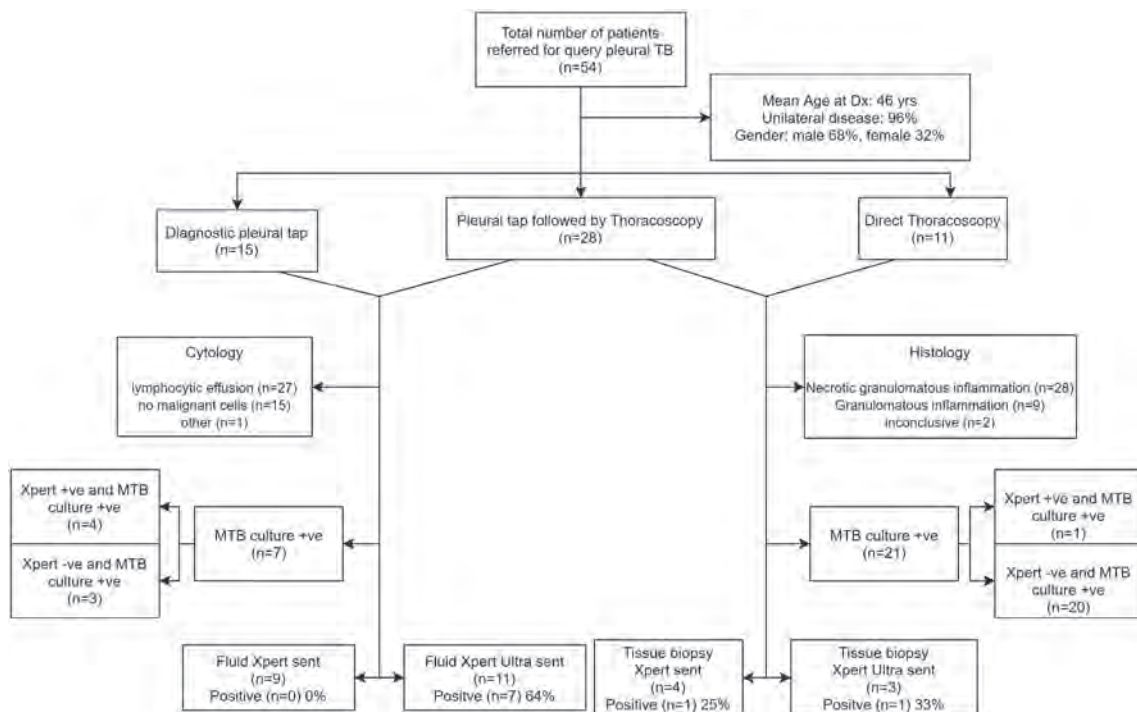 Total number of patients
referred for query pleural TB
(n=54)
Mean Age at Dx: 46 yrs
Unilateral disease: 96%
Gender: male 68%, female 32%
Diagnostic pleural tap
(n=15)
Pleural tap followed by Thoracoscopy
(n=28)
Direct Thoracoscopy
(n=11)
Cytology
lymphocytic effusion (n=27)
no malignant cells (n=15)
other (n=1)
Histology
Necrotic granulomatous inflammation (n=28)
Granulomatous inflammation (n=9)
inconclusive (n=2)
Xpert +ve and MTB
culture +ve
(n=4)
Xpert -ve and MTB
culture +ve
(n=3)
MTB culture +ve
(n=7)
MTB culture +ve
(n=21)
Xpert +ve and MTB
culture +ve
(n=1)
Xpert -ve and MTB
culture +ve
(n=20)
Fluid Xpert sent
(n=9)
Positive (n=0) 0%
Fluid Xpert Ultra sent
(n=11)
Positve (n=7) 64%
Tissue biopsy
Xpert sent
(n=4)
Positive (n=1) 25%
Tissue biopsy
Xpert Ultra sent
(n=3)
Positive (n=1) 33%